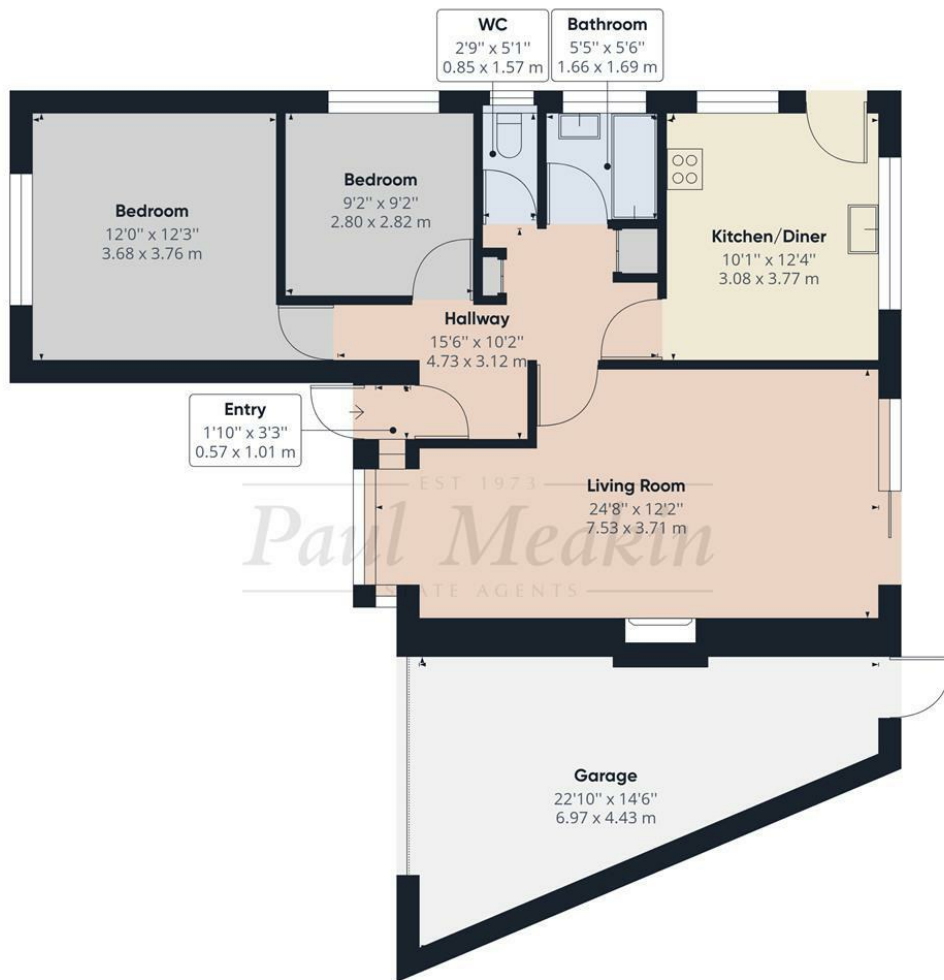 WC
2'9" x 5'1"
0.85 x 1.57 m
Bathroom
5'5" x 5'6"
1.66 x 1.69 m
Bedroom
12'0" x 12'3"
3.68 x 3.76 m
Bedroom
9'2" x 9'2"
2.80 x 2.82 m
Kitchen/Diner
10'1" x 12'4"
3.08 x 3.77 m
Hallway
15'6" x 10'2"
4.73 x 3.12 m
Entry
1'10" x 3'3"
0.57 x 1.01 m
EST 1973
Paul Meakin
ESTATE AGENTS
Living Room
24'8" x 12'2"
7.53 x 3.71 m
Garage
22'10" x 14'6"
6.97 x 4.43 m